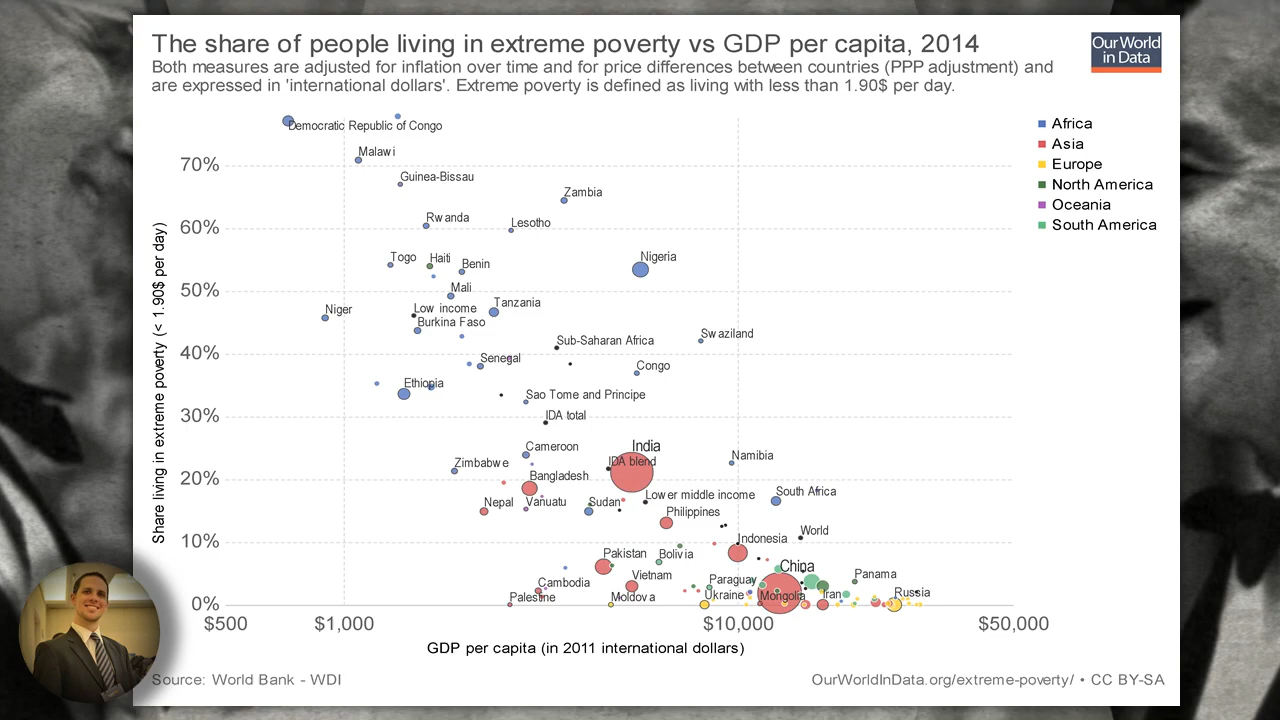 The share of people living in extreme poverty vs GDP per capita, 2014
Both measures are adjusted for inflation over time and for price differences between countries (PPP adjustment) and
are expressed in 'international dollars'. Extreme poverty is defined as living with less than 1.90$ per day.
Our World
in Data
Africa
Asia
Europe
North America
Oceania
South America
Share living in extreme poverty (< 1.90$ per day)
70%
60%
50%
40%
30%
20%
10%
0%
Democratic Republic of Congo
Malawi
Guinea-Bissau
Zambia
Rwanda
Lesotho
Togo
Haiti
Benin
Nigeria
Mali
Niger
Low income
Tanzania
Burkina Faso
Sub-Saharan Africa
Swaziland
Senegal
Congo
Ethiopia
Sao Tome and Principe
IDA total
Cameroon
India
Zimbabwe
IDA blend
Namibia
Bangladesh
Nepal
Vanuatu
Sudan
Lower middle income
South Africa
Philippines
Indonesia
World
Pakistan
Bolivia
China
Cambodia
Vietnam
Paraguay
Panama
Palestine
Moldova
Ukraine
Mongolia
Iran
Russia
$500
$1,000
$10,000
$50,000
GDP per capita (in 2011 international dollars)
Source: World Bank - WDI
OurWorldInData.org/extreme-poverty/ • CC BY-SA